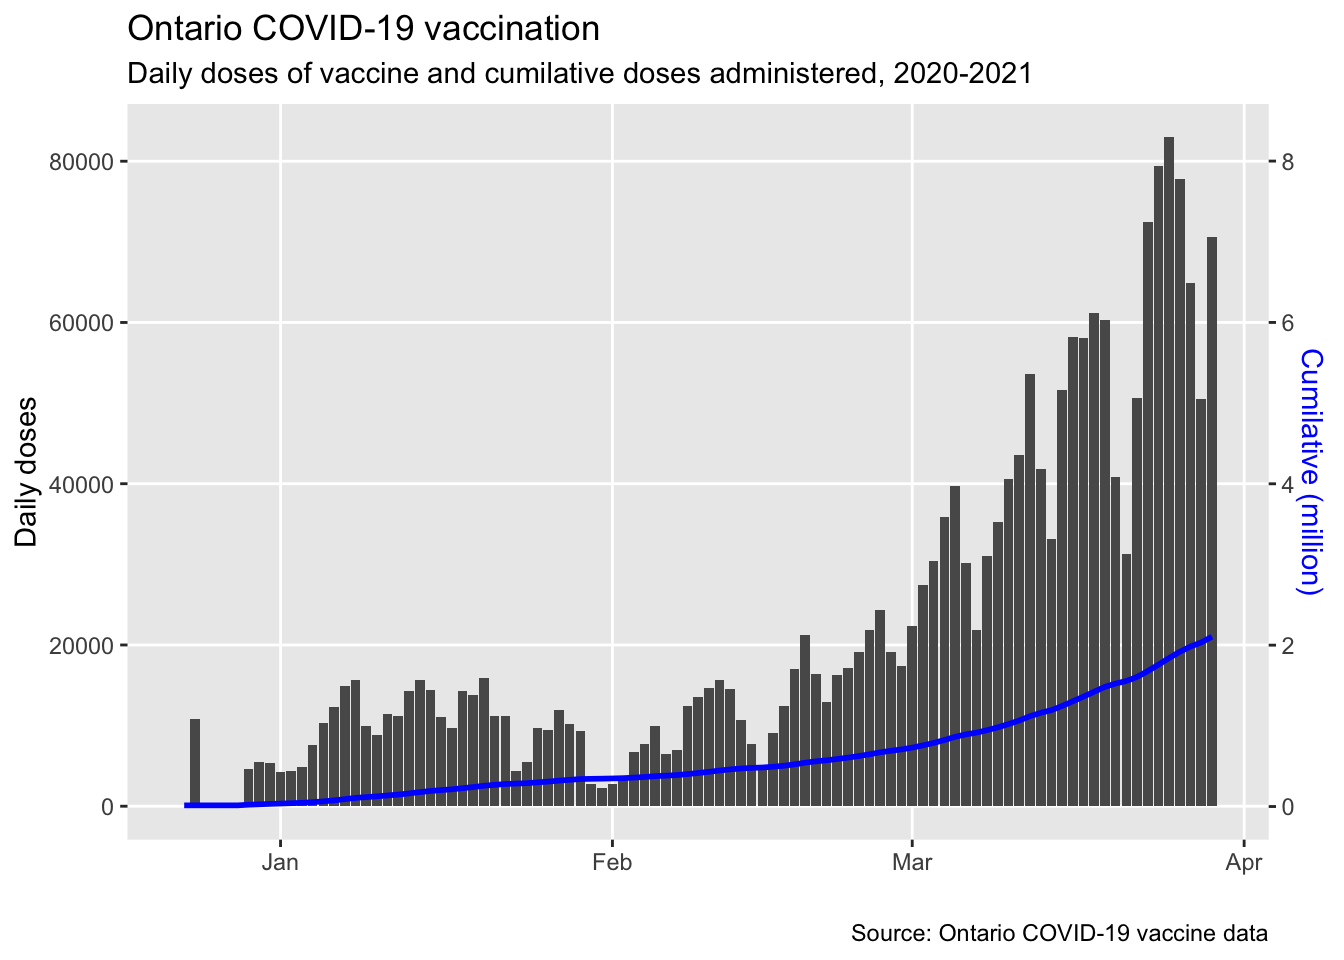 Ontario COVID-19 vaccination
Daily doses of vaccine and cumilative doses administered, 2020-2021
Daily doses
80000
60000
40000
20000
0
8
6
4
2
0
Cumilative (million)
Jan Feb Mar Apr
Source: Ontario COVID-19 vaccine data